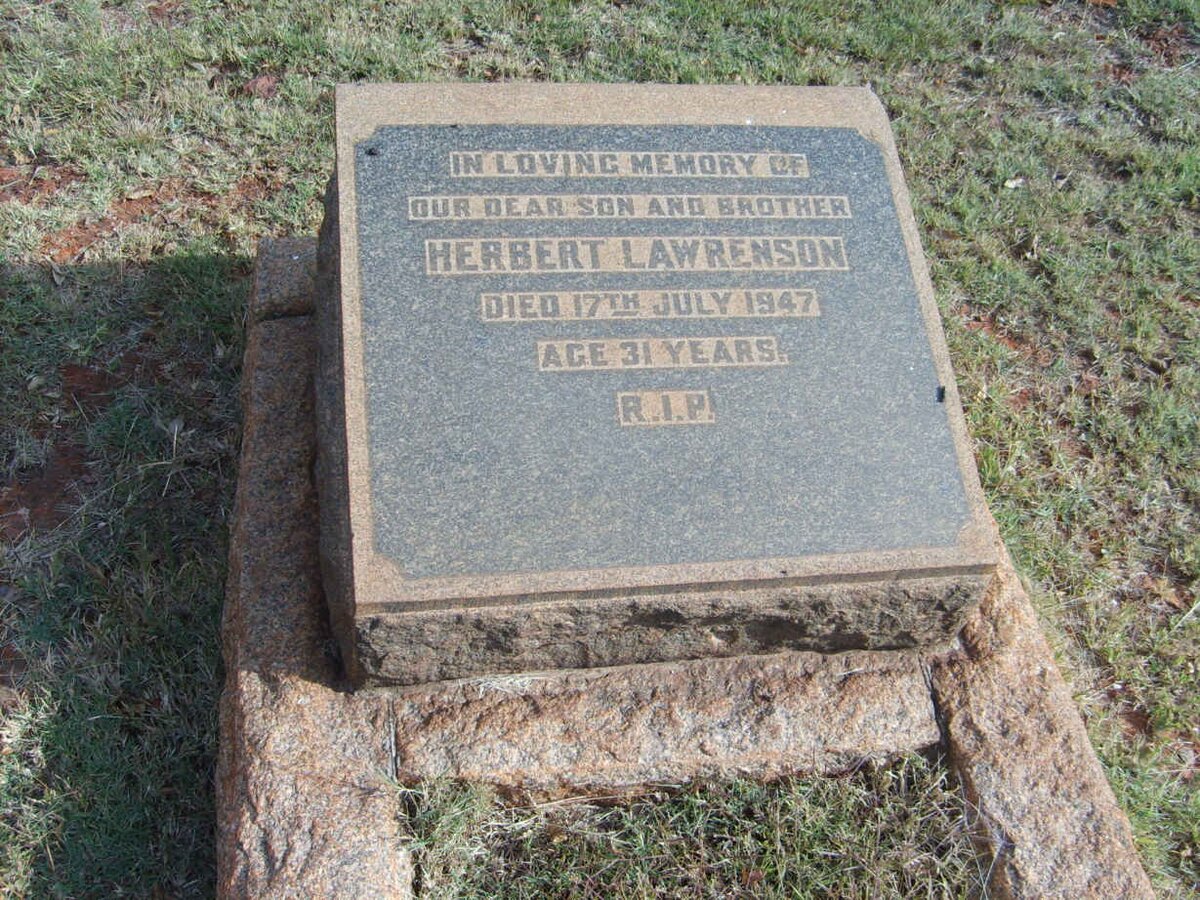 IN LOVING MEMORY OF
OUR DEAR SON AND BROTHER
HERBERT LAWRENSON
DIED 17TH JULY 1947
AGE 31 YEARS.
R.I.P.